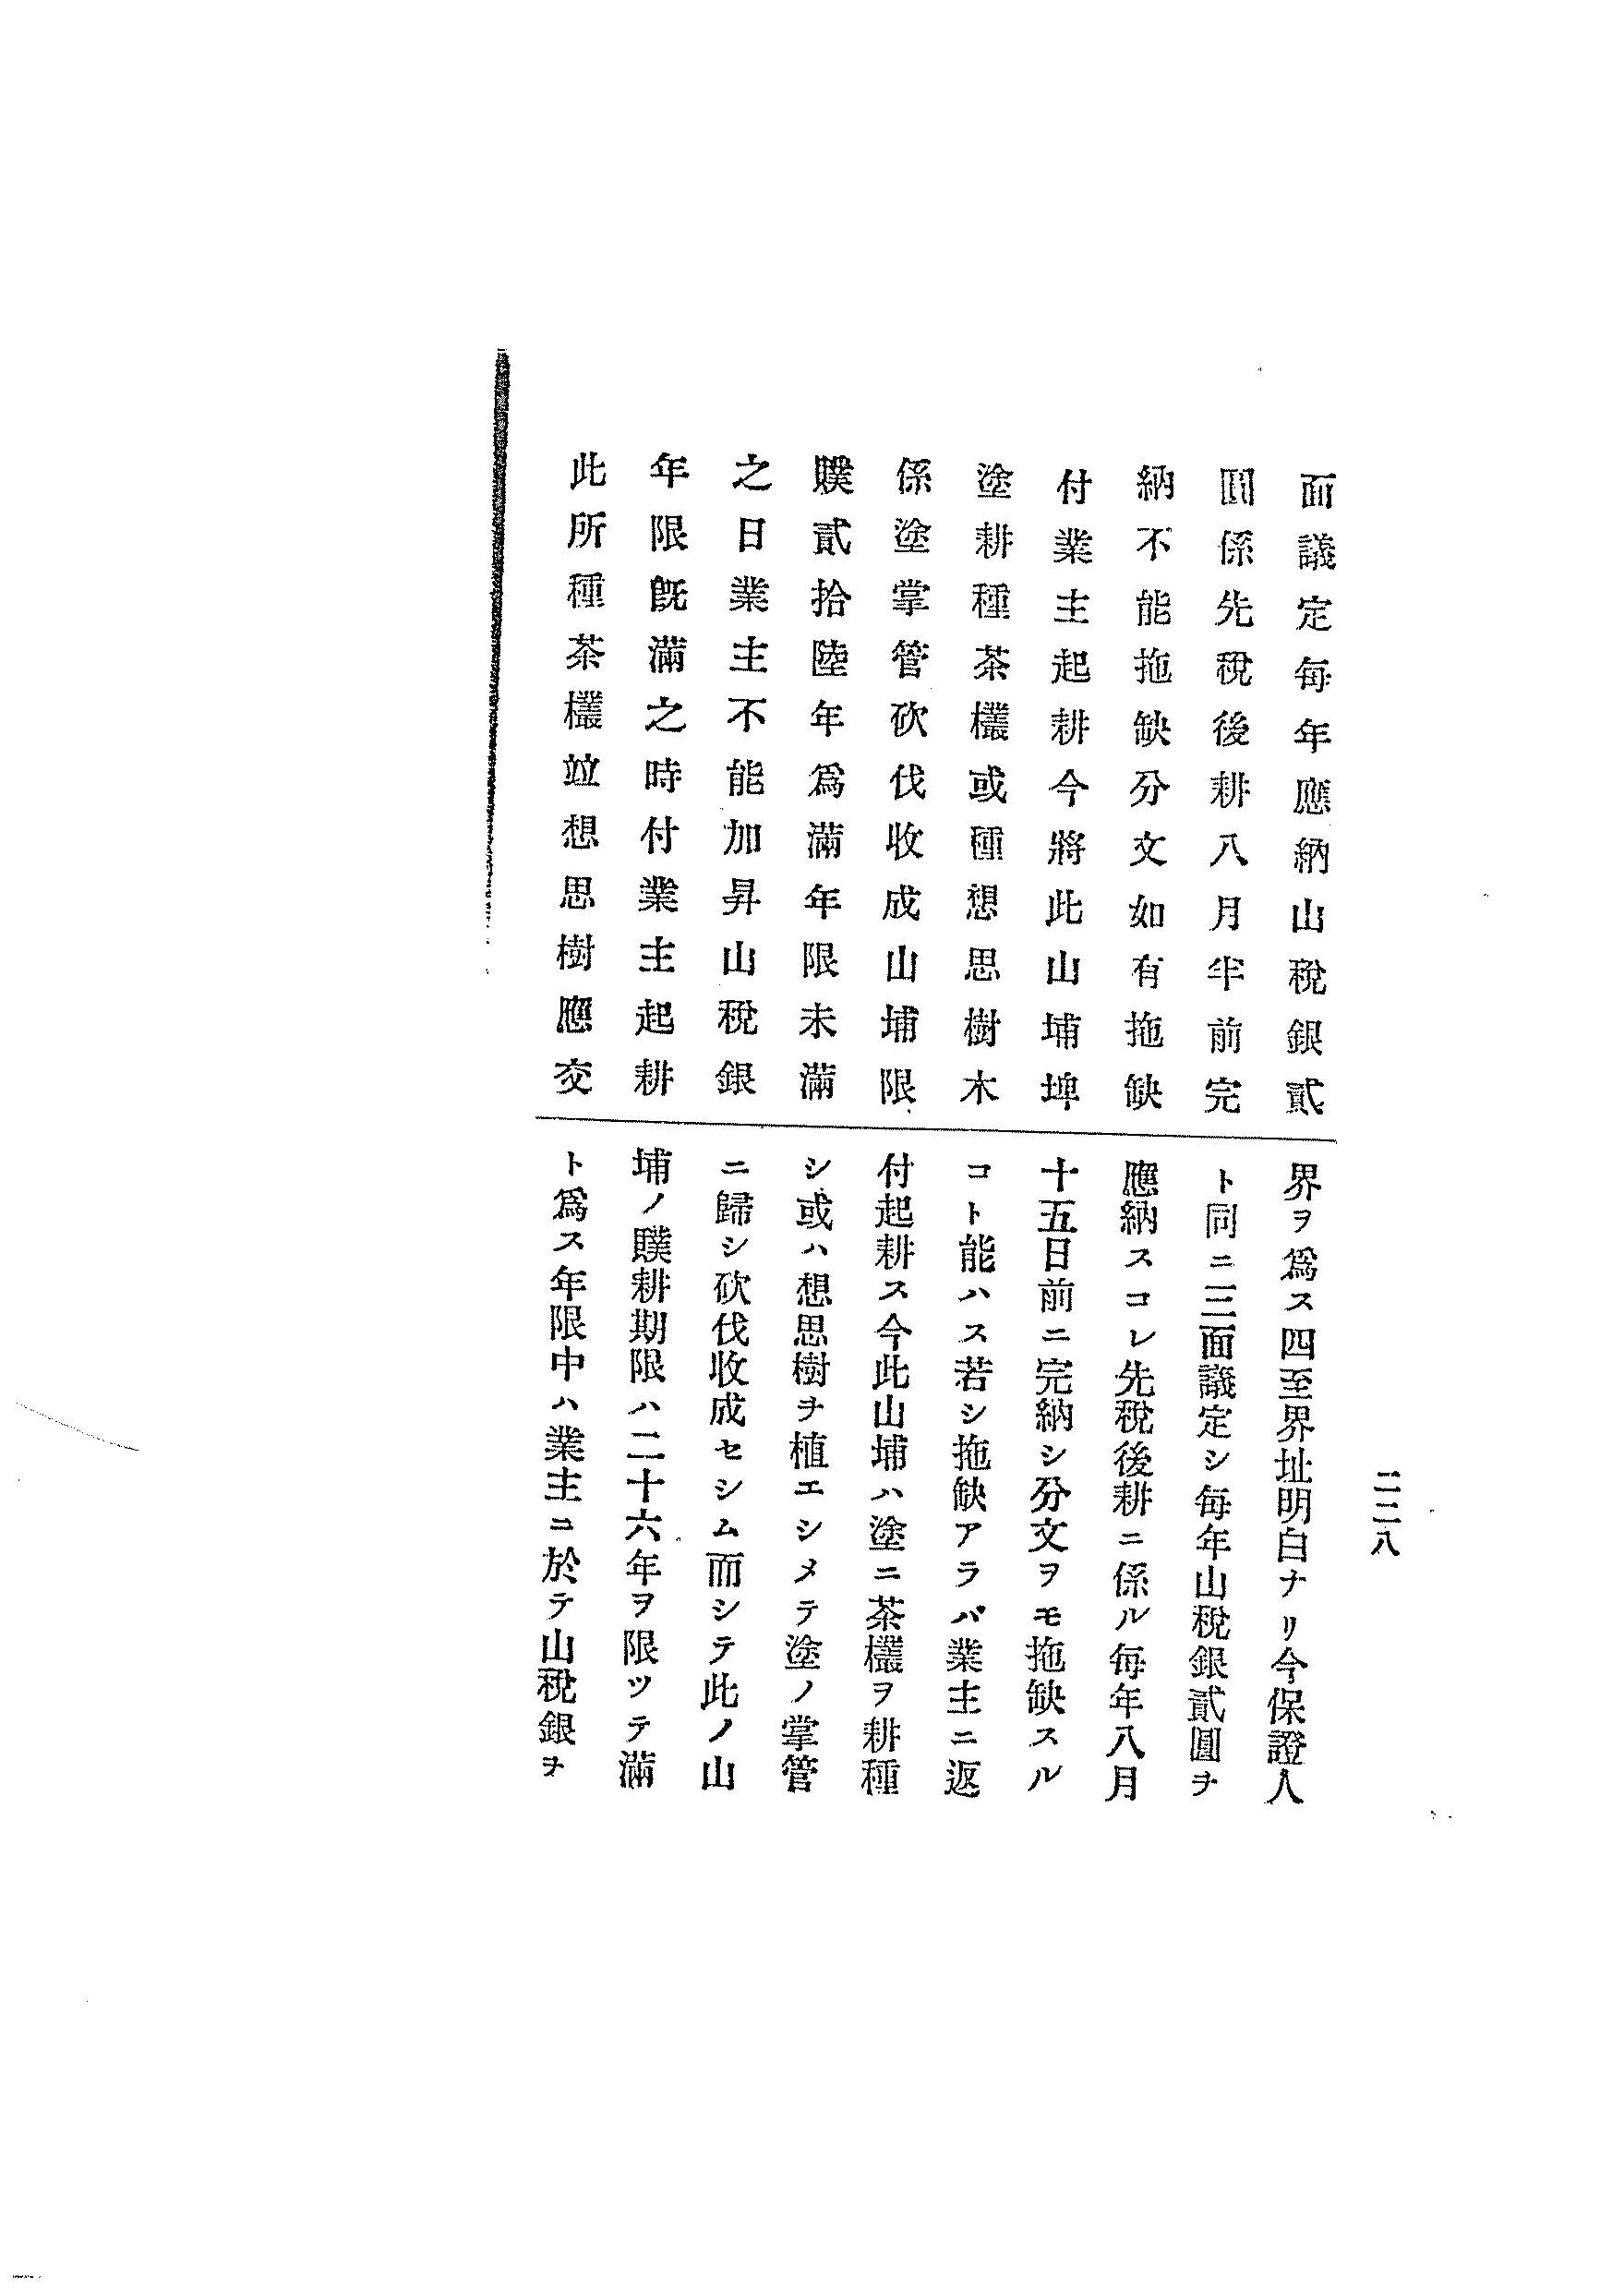 二二八
面議定每年應納山稅銀貳
圓係先稅後耕八月半前完
納不能拖缺分文如有拖缺
付業主起耕今將此山埔埤
塗耕種茶欉或種想思樹木
係塗掌管砍伐收成山埔限
贌貳拾陸年爲滿年限未滿
之日業主不能加昇山稅銀
年限旣滿之時付業主起耕
此所種茶欉竝想思樹應交
界ヲ爲ス四至界址明白ナリ今保證人
ト同ニ三面議定シ每年山稅銀貳圓ヲ
應納スコレ先稅後耕ニ係ル每年八月
十五日前ニ完納シ分文ヲモ拖缺スル
コト能ハス若シ拖缺アラバ業主ニ返
付起耕ス今此山埔ハ塗ニ茶欉ヲ耕種
シ或ハ想思樹ヲ植エシメテ塗ノ掌管
ニ歸シ砍伐收成セシム而シテ此ノ山
埔ノ贌耕期限ハ二十六年ヲ限ツテ滿
ト爲ス年限中ハ業主ニ於テ山稅銀ヲ